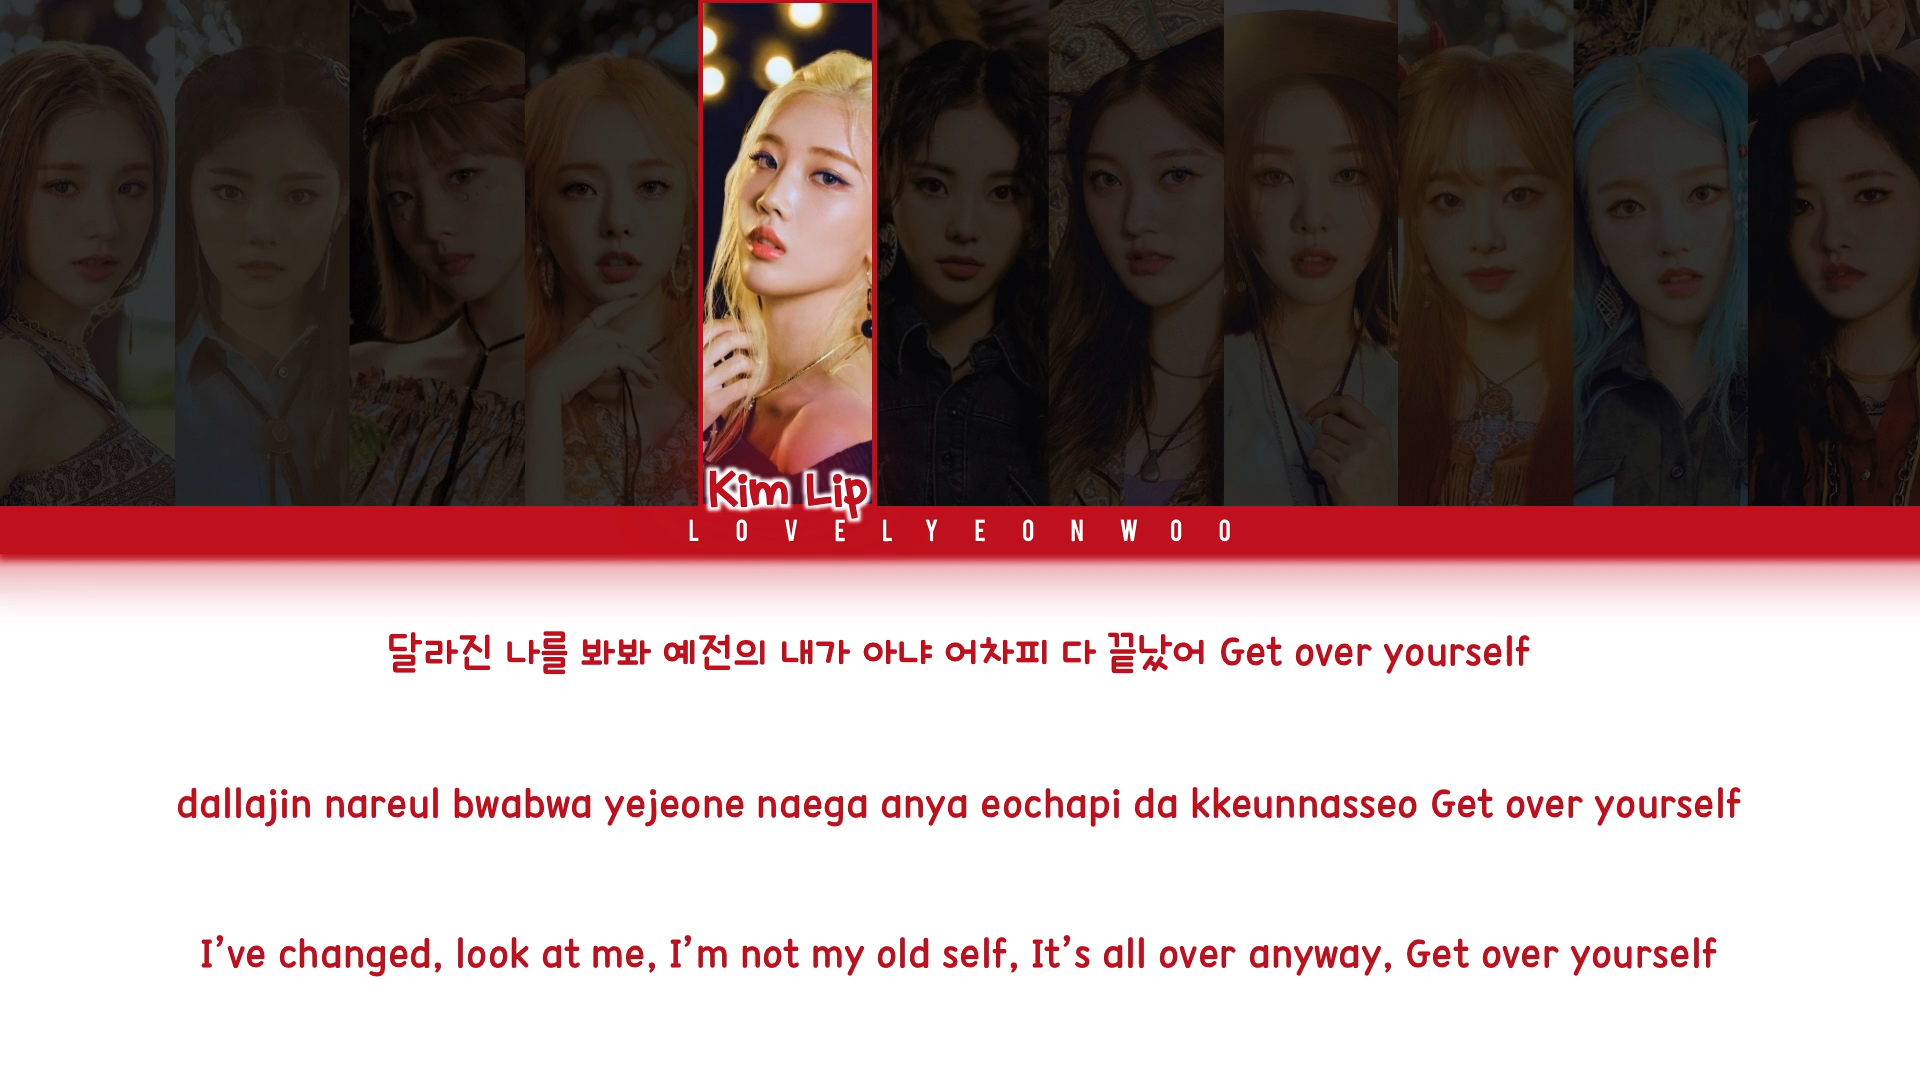 Kim Lip
LOVELYEONWOO
달라진 나를 봐봐 예전의 내가 아냐 어차피 다 끝났어 Get over yourself
dallajin nareul bwabwa yejeone naega anya eochapi da kkeunnasseo Get over yourself
I’ve changed, look at me, I’m not my old self, It’s all over anyway, Get over yourself